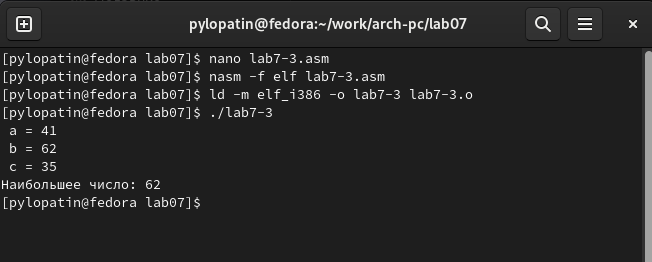 pylopatin@fedora:~/work/arch-pc/lab07
[pylopatin@fedora lab07]$ nano lab7-3.asm
[pylopatin@fedora lab07]$ nasm -f elf lab7-3.asm
[pylopatin@fedora lab07]$ ld -m elf_i386 -o lab7-3 lab7-3.o
[pylopatin@fedora lab07]$ ./lab7-3
 a = 41
 b = 62
 c = 35
Наибольшее число: 62
[pylopatin@fedora lab07]$